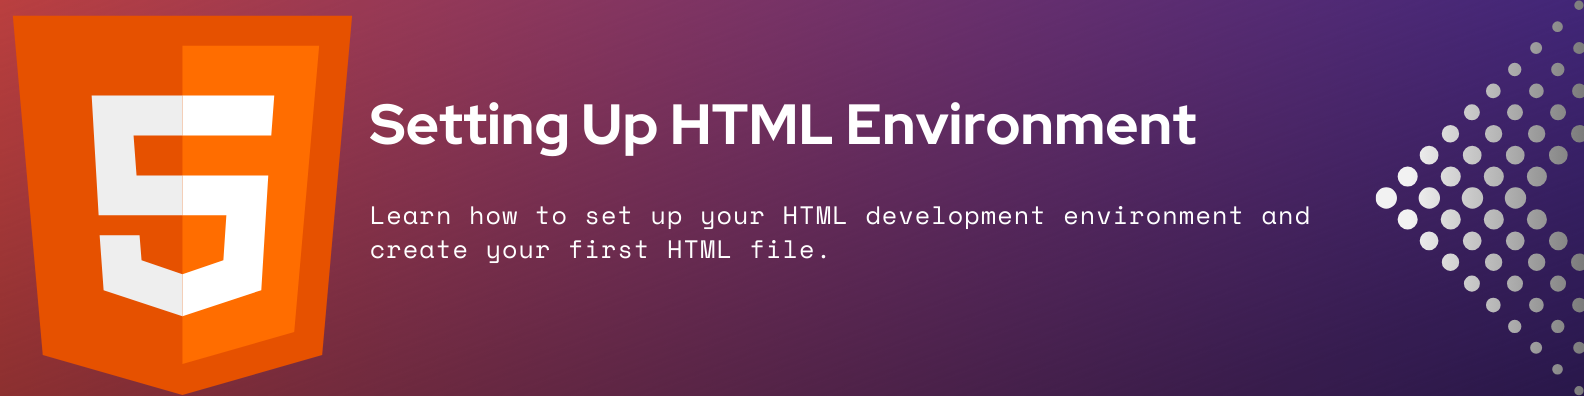 Setting Up HTML Environment
Learn how to set up your HTML development environment and
create your first HTML file.